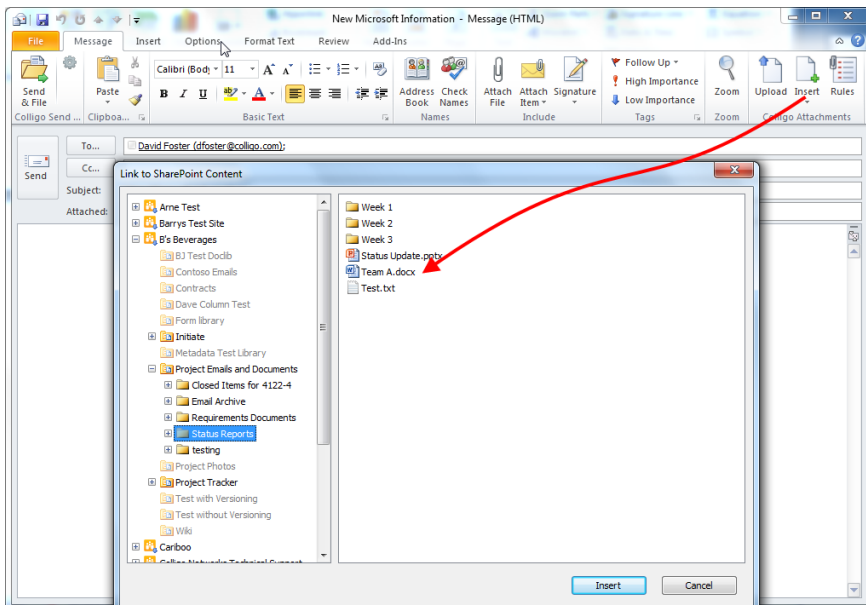 New Microsoft Information - Message (HTML)
File Message Insert Options Format Text Review Add-Ins
Send & File
Paste
Calibri (Body 11
B I U
Address Book
Check Names
Attach File
Attach Item
Signature
Follow Up
High Importance
Low Importance
Zoom
Upload
Insert
Rules
Colligo Send ... Clipboa... Basic Text Names Include Tags Zoom Colligo Attachments
Send
To... David Foster (dfoster@colligo.com);
Cc...
Subject:
Attached:
Link to SharePoint Content
Arne Test
Barrys Test Site
B's Beverages
BJ Test Doclib
Contoso Emails
Contracts
Dave Column Test
Form library
Initiate
Metadata Test Library
Project Emails and Documents
Closed Items for 4122-4
Email Archive
Requirements Documents
Status Reports
testing
Project Photos
Project Tracker
Test with Versioning
Test without Versioning
Wiki
Cariboo
Week 1
Week 2
Week 3
Status Update.pptx
Team A.docx
Test.txt
Insert Cancel